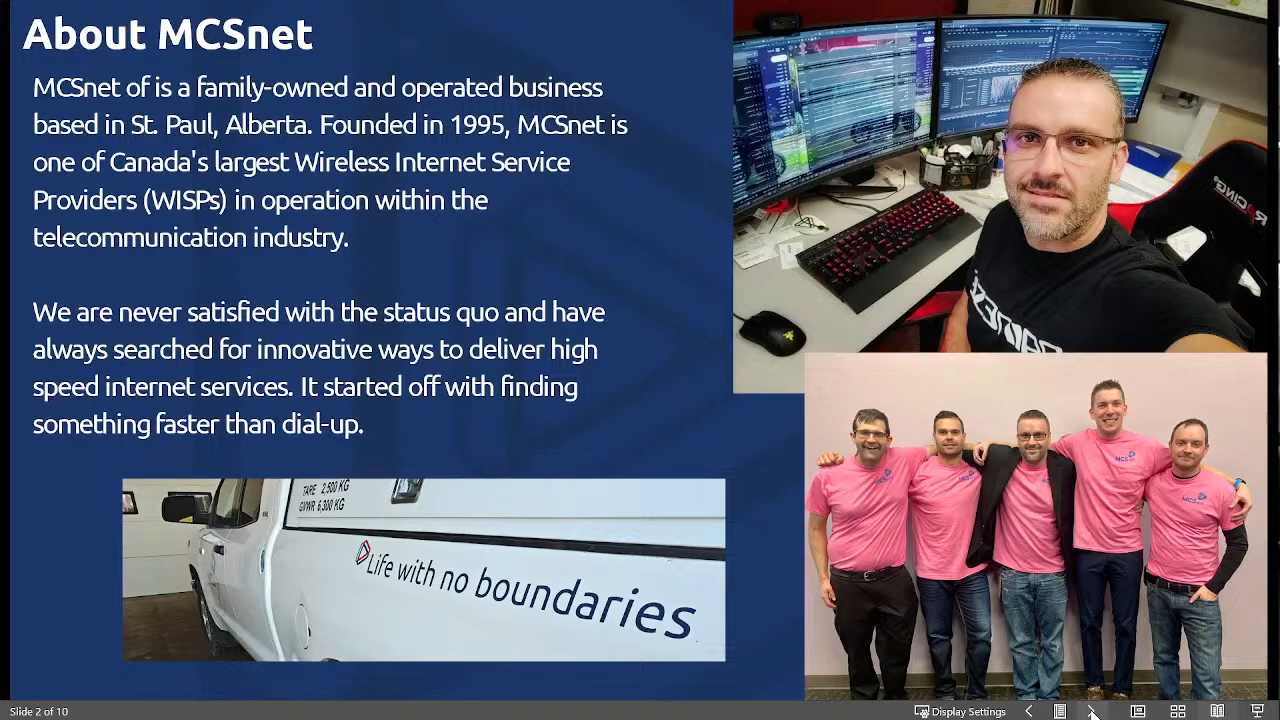 About MCSnet
MCSnet of is a family-owned and operated business
based in St. Paul, Alberta. Founded in 1995, MCSnet is
one of Canada's largest Wireless Internet Service
Providers (WISPs) in operation within the
telecommunication industry.
We are never satisfied with the status quo and have
always searched for innovative ways to deliver high
speed internet services. It started off with finding
something faster than dial-up.
TARE 2,500 KG
GVWR 6,300 KG
Life with no boundaries
RACING
MCSnet
MCSnet
MCSnet
Slide 2 of 10
Display Settings